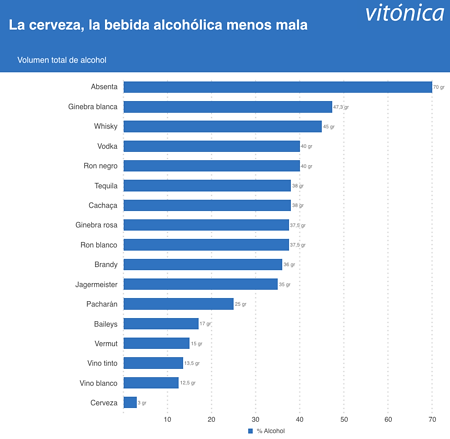 vitónica
La cerveza, la bebida alcohólica menos mala
Volumen total de alcohol
Absenta 70 gr
Ginebra blanca 47,3 gr
Whisky 45 gr
Vodka 40 gr
Ron negro 40 gr
Tequila 38 gr
Cachaça 38 gr
Ginebra rosa 37,5 gr
Ron blanco 37,5 gr
Brandy 36 gr
Jagermeister 35 gr
Pacharán 25 gr
Baileys 17 gr
Vermut 15 gr
Vino tinto 13,5 gr
Vino blanco 12,5 gr
Cerveza 3 gr
10 20 30 40 50 60 70
% Alcohol